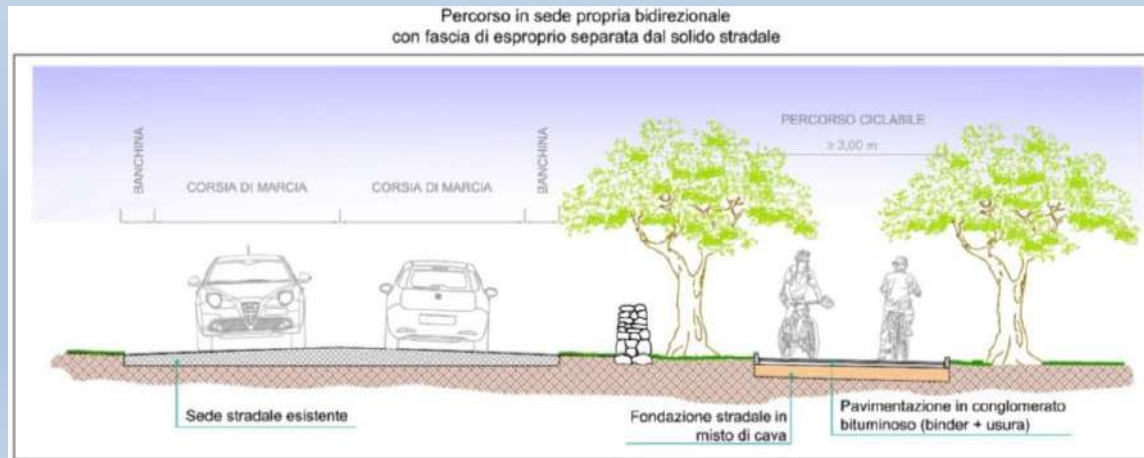 Percorso in sede propria bidirezionale
con fascia di esproprio separata dal solido stradale
BANCHINA
CORSIA DI MARCIA
CORSIA DI MARCIA
BANCHINA
PERCORSO CICLABILE
≥ 3,00 m
Sede stradale esistente
Fondazione stradale in
misto di cava
Pavimentazione in conglomerato
bituminoso (binder + usura)